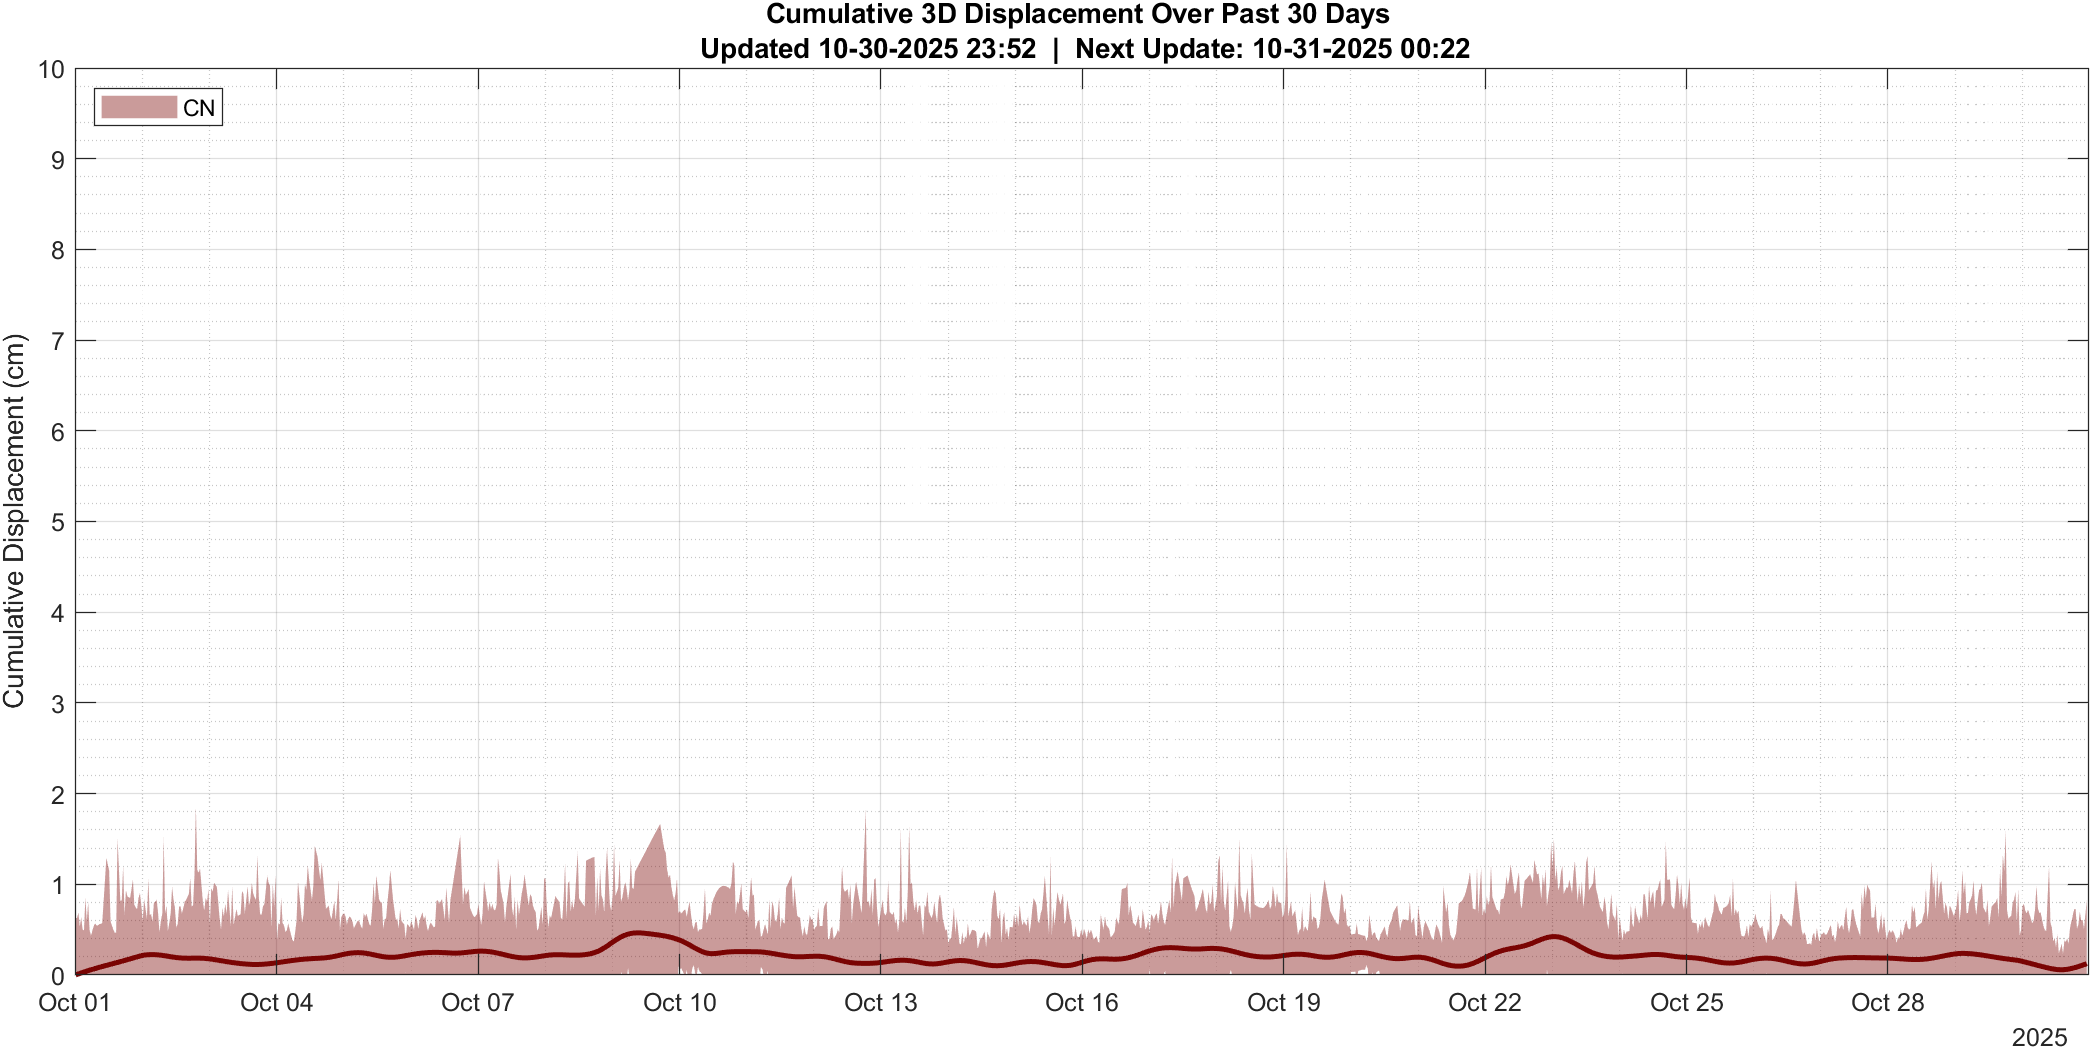 Cumulative 3D Displacement Over Past 30 Days
Updated 10-30-2025 23:52 | Next Update: 10-31-2025 00:22
CN
Cumulative Displacement (cm)
10
9
8
7
6
5
4
3
2
1
0
Oct 01 Oct 04 Oct 07 Oct 10 Oct 13 Oct 16 Oct 19 Oct 22 Oct 25 Oct 28
2025